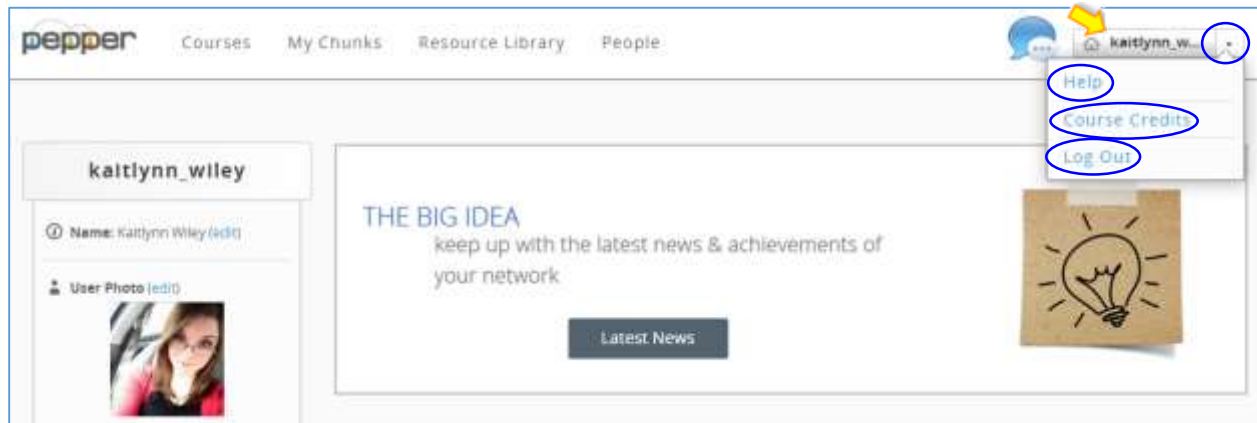 pepper Courses My Chunks Resource Library People kaitlynn_w...
Help
Course Credits
Log Out
kaitlynn_wiley
Name: Kaitlynn Wiley (edit)
User Photo (edit)
THE BIG IDEA
keep up with the latest news & achievements of
your network
Latest News